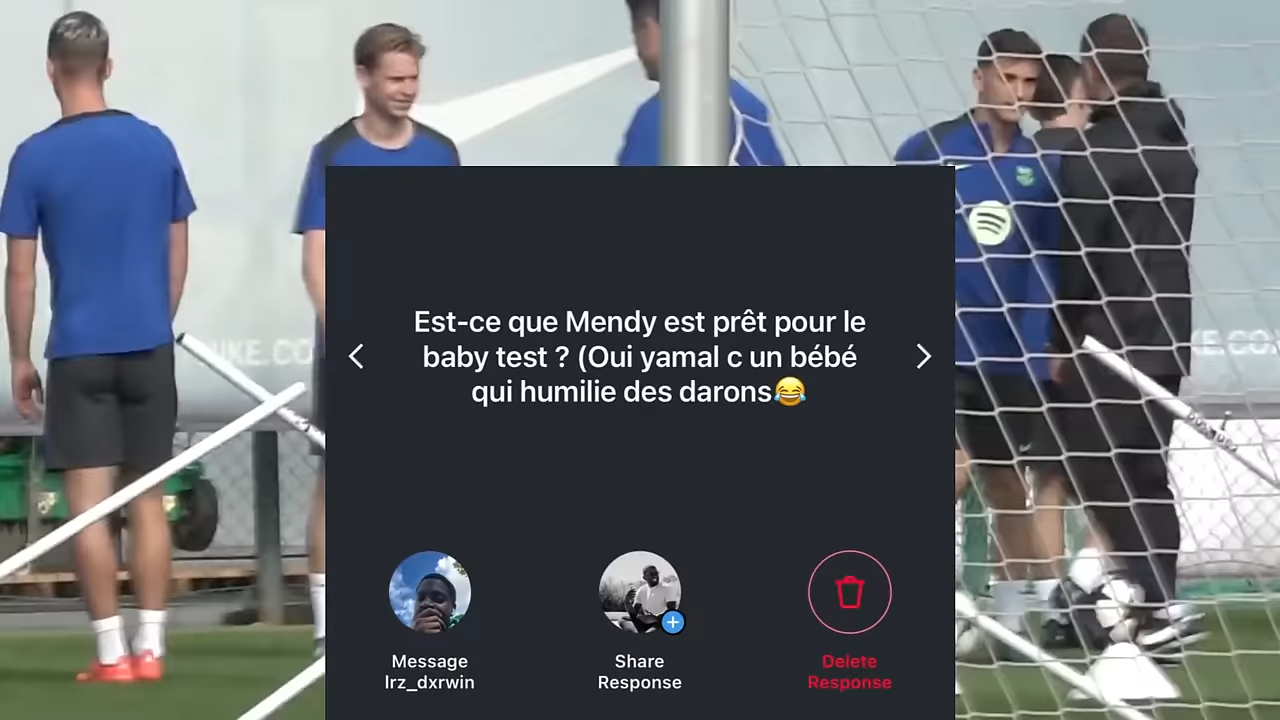 Est-ce que Mendy est prêt pour le
baby test ? (Oui yamal c un bébé
qui humilie des darons😂
Message
lrz_dxrwin
Share
Response
Delete
Response